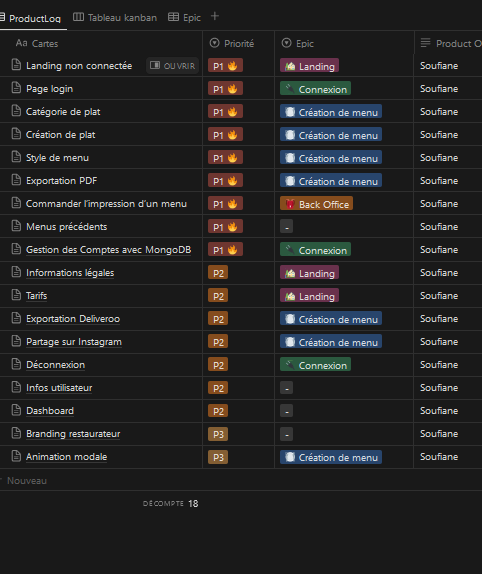 ProductLog Tableau kanban Epic
Aa Cartes Priorité Epic Product O
Landing non connectée OUVRIR P1 Landing Soufiane
Page login P1 Connexion Soufiane
Catégorie de plat P1 Création de menu Soufiane
Création de plat P1 Création de menu Soufiane
Style de menu P1 Création de menu Soufiane
Exportation PDF P1 Création de menu Soufiane
Commander l'impression d'un menu P1 Back Office Soufiane
Menus précédents P1 - Soufiane
Gestion des Comptes avec MongoDB P1 Connexion Soufiane
Informations légales P2 Landing Soufiane
Tarifs P2 Landing Soufiane
Exportation Deliveroo P2 Création de menu Soufiane
Partage sur Instagram P2 Création de menu Soufiane
Déconnexion P2 Connexion Soufiane
Infos utilisateur P2 - Soufiane
Dashboard P2 - Soufiane
Branding restaurateur P3 - Soufiane
Animation modale P3 Création de menu Soufiane
Nouveau
DÉCOMPTE 18